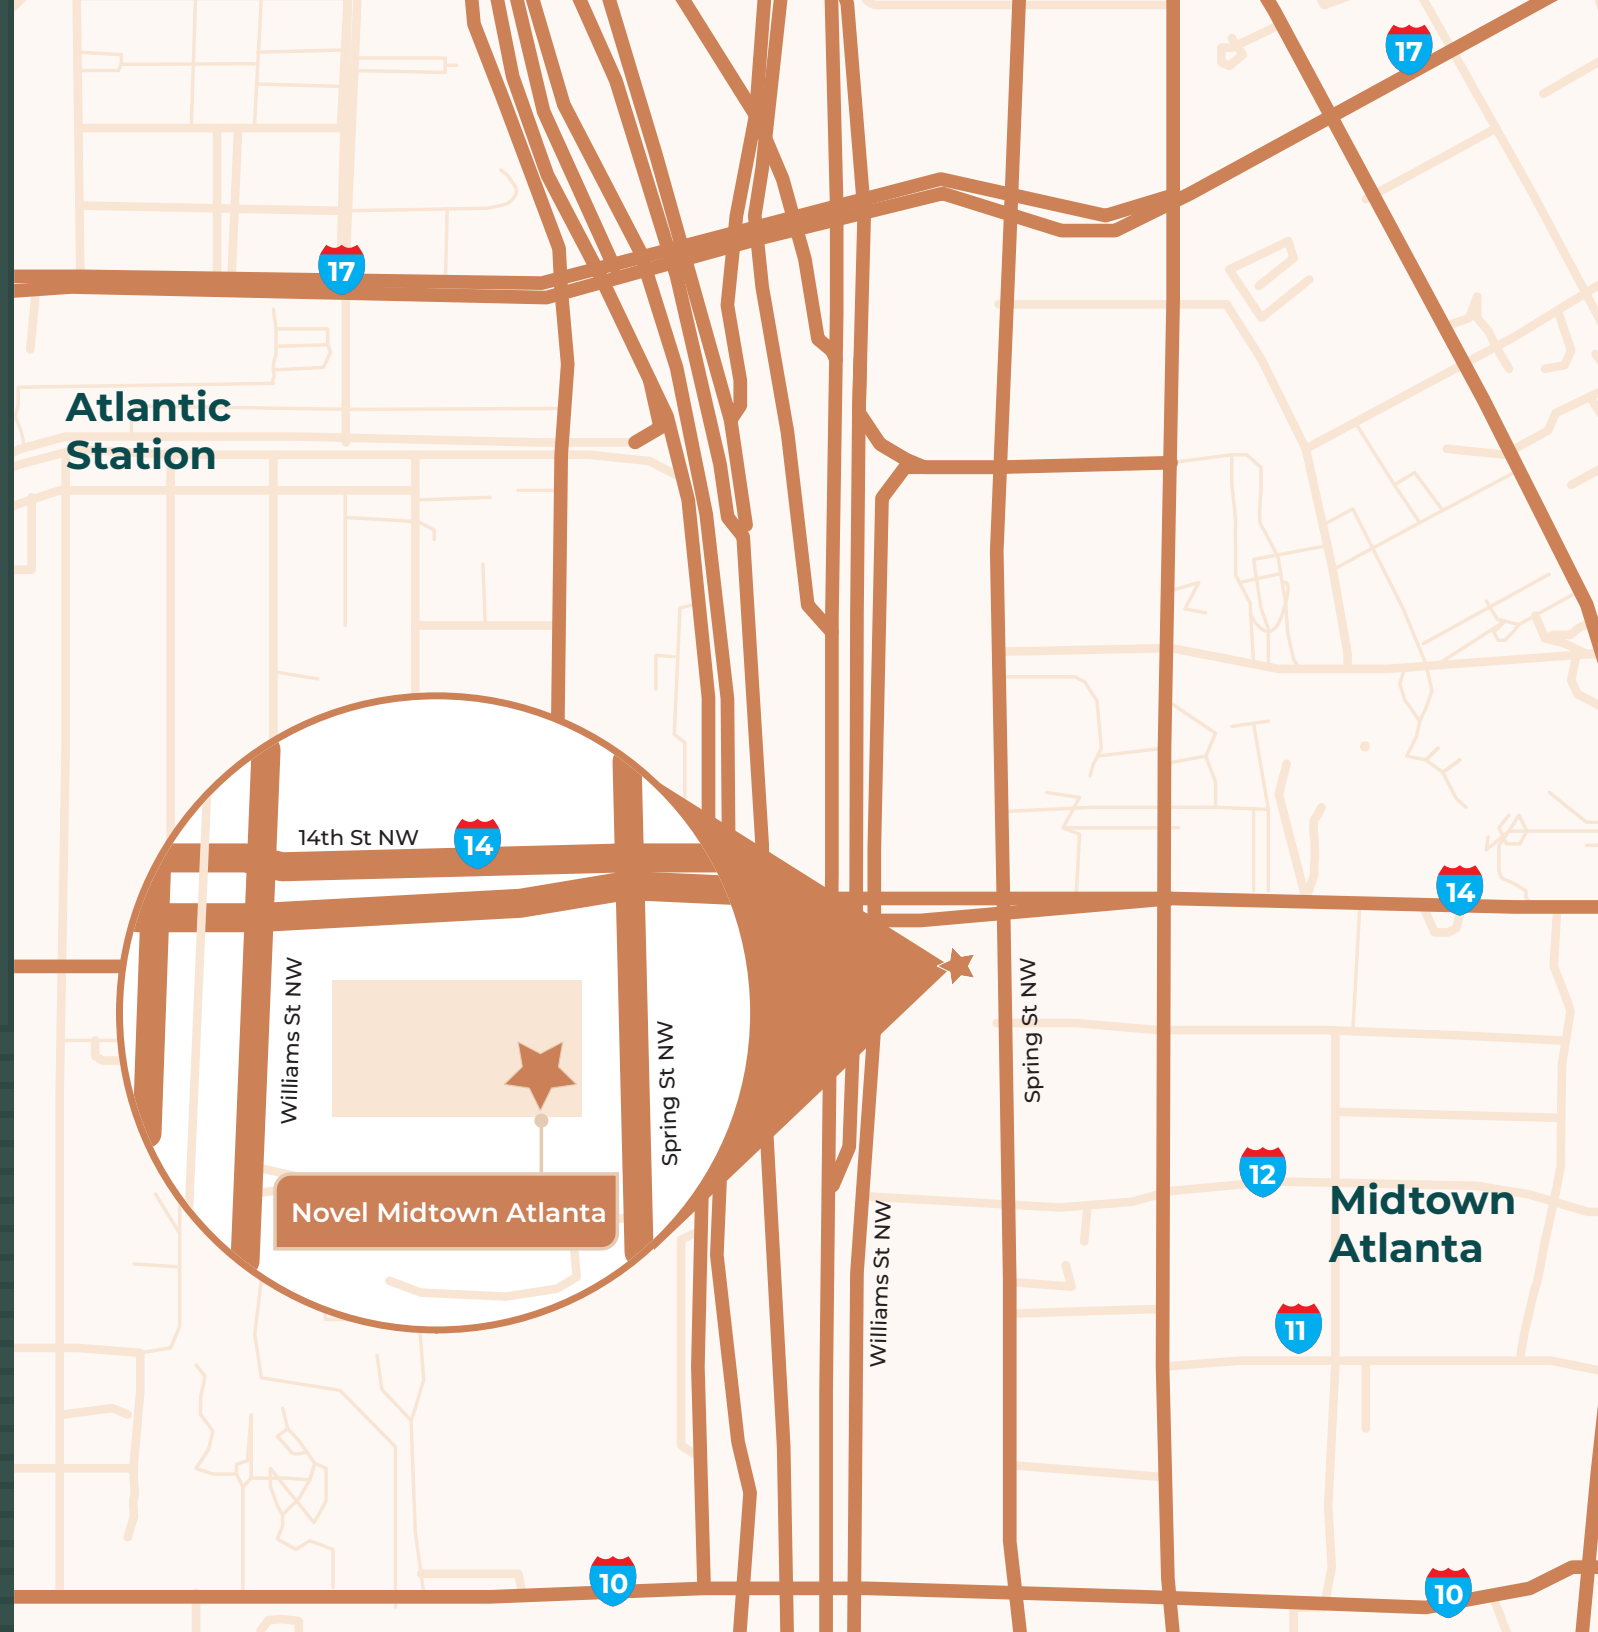 17
17
Atlantic
Station
14th St NW
14
14
Williams St NW
Spring St NW
Spring St NW
Novel Midtown Atlanta
12
Midtown
Atlanta
Williams St NW
11
10
10